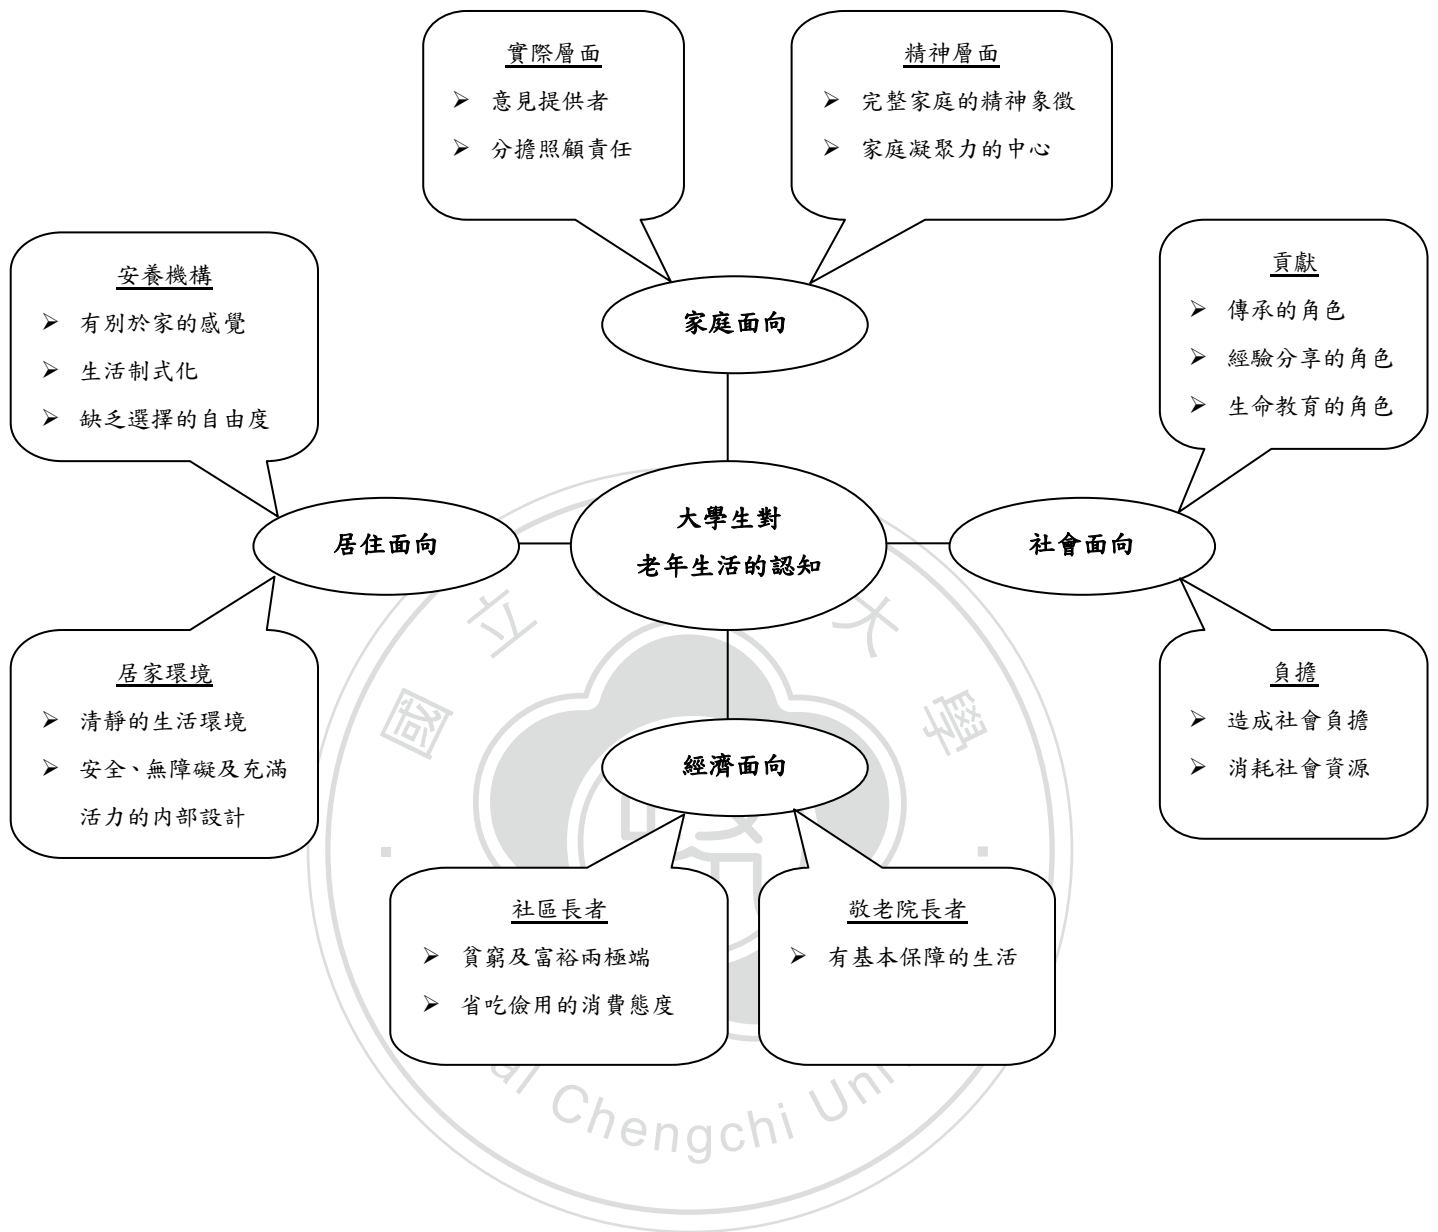 實際層面
➢ 意見提供者
➢ 分擔照顧責任
精神層面
➢ 完整家庭的精神象徵
➢ 家庭凝聚力的中心
家庭面向
安養機構
➢ 有別於家的感覺
➢ 生活制式化
➢ 缺乏選擇的自由度
貢獻
➢ 傳承的角色
➢ 經驗分享的角色
➢ 生命教育的角色
居住面向
大學生對
老年生活的認知
社會面向
居家環境
➢ 清靜的生活環境
➢ 安全、無障礙及充滿
活力的內部設計
負擔
➢ 造成社會負擔
➢ 消耗社會資源
經濟面向
社區長者
➢ 貧窮及富裕兩極端
➢ 省吃儉用的消費態度
敬老院長者
➢ 有基本保障的生活
國立
大學
al Chengchi Uni